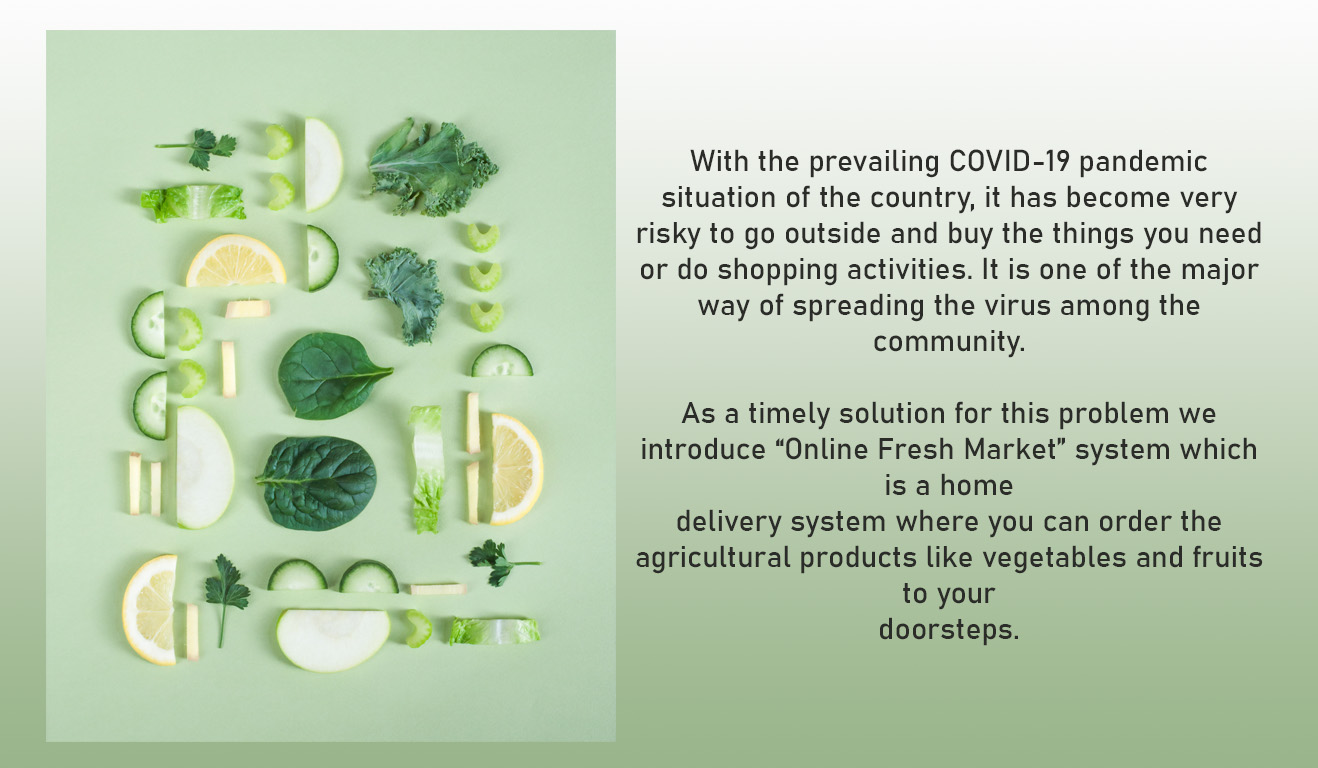 With the prevailing COVID-19 pandemic
situation of the country, it has become very
risky to go outside and buy the things you need
or do shopping activities. It is one of the major
way of spreading the virus among the
community.
As a timely solution for this problem we
introduce “Online Fresh Market” system which
is a home
delivery system where you can order the
agricultural products like vegetables and fruits
to your
doorsteps.